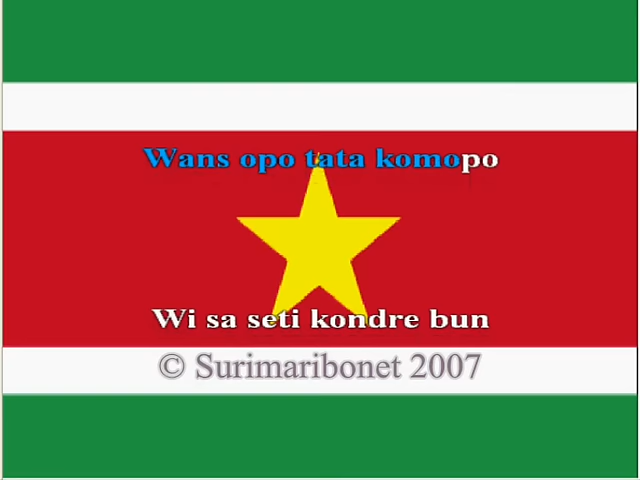 Wans opo tata komopo
Wi sa seti kondre bun
© Surimaribonet 2007